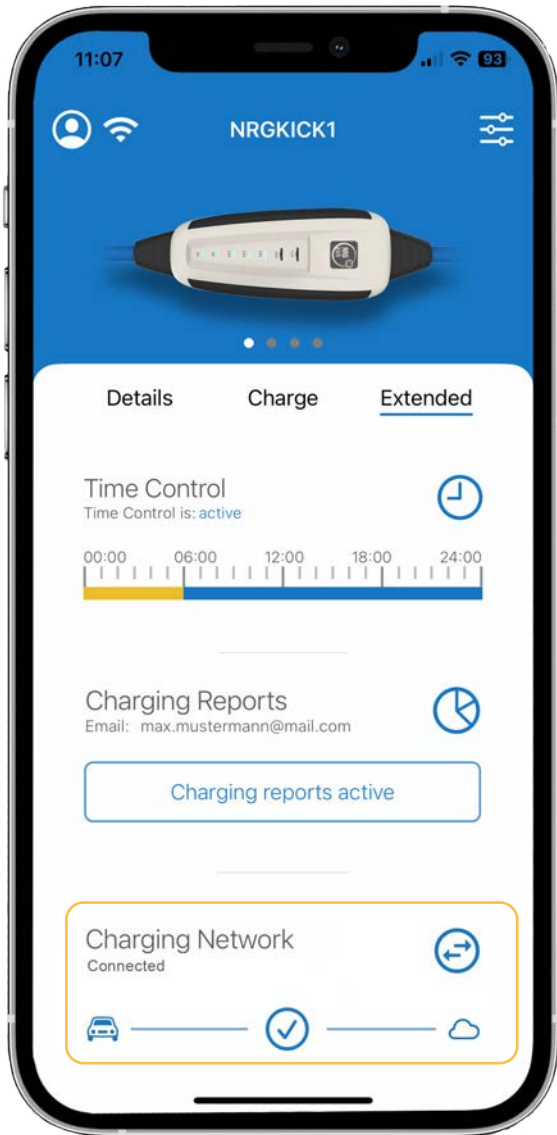 11:07
93
NRGKICK1
Details Charge Extended
Time Control
Time Control is: active
00:00 06:00 12:00 18:00 24:00
Charging Reports
Email: max.mustermann@mail.com
Charging reports active
Charging Network
Connected